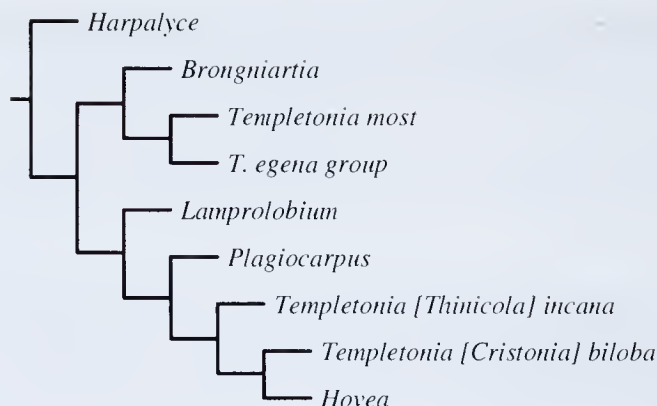 Harpalyce
Brongniartia
Templetonia most
T. egena group
Lamprolobium
Plagiocarpus
Templetonia [Thinicola] incana
Templetonia [Cristonia] biloba
Hovea